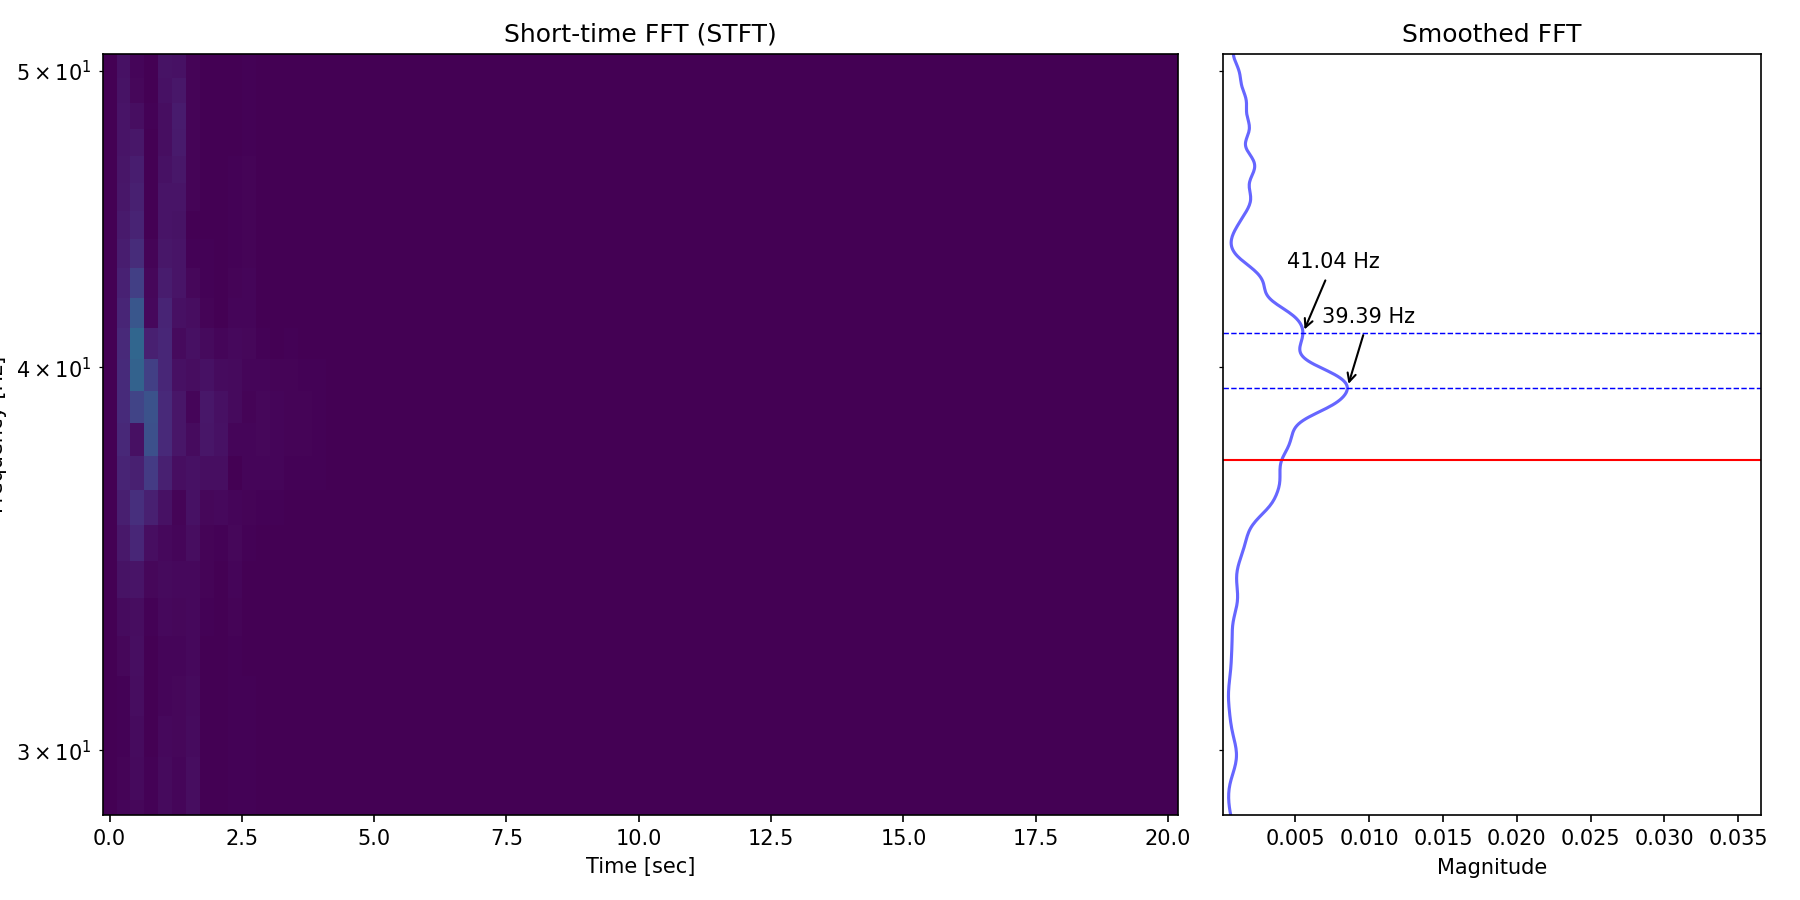 Short-time FFT (STFT)
5 × 10¹
4 × 10¹
3 × 10¹
0.0 2.5 5.0 7.5 10.0 12.5 15.0 17.5 20.0
Time [sec]
Smoothed FFT
41.04 Hz
39.39 Hz
0.005 0.010 0.015 0.020 0.025 0.030 0.035
Magnitude